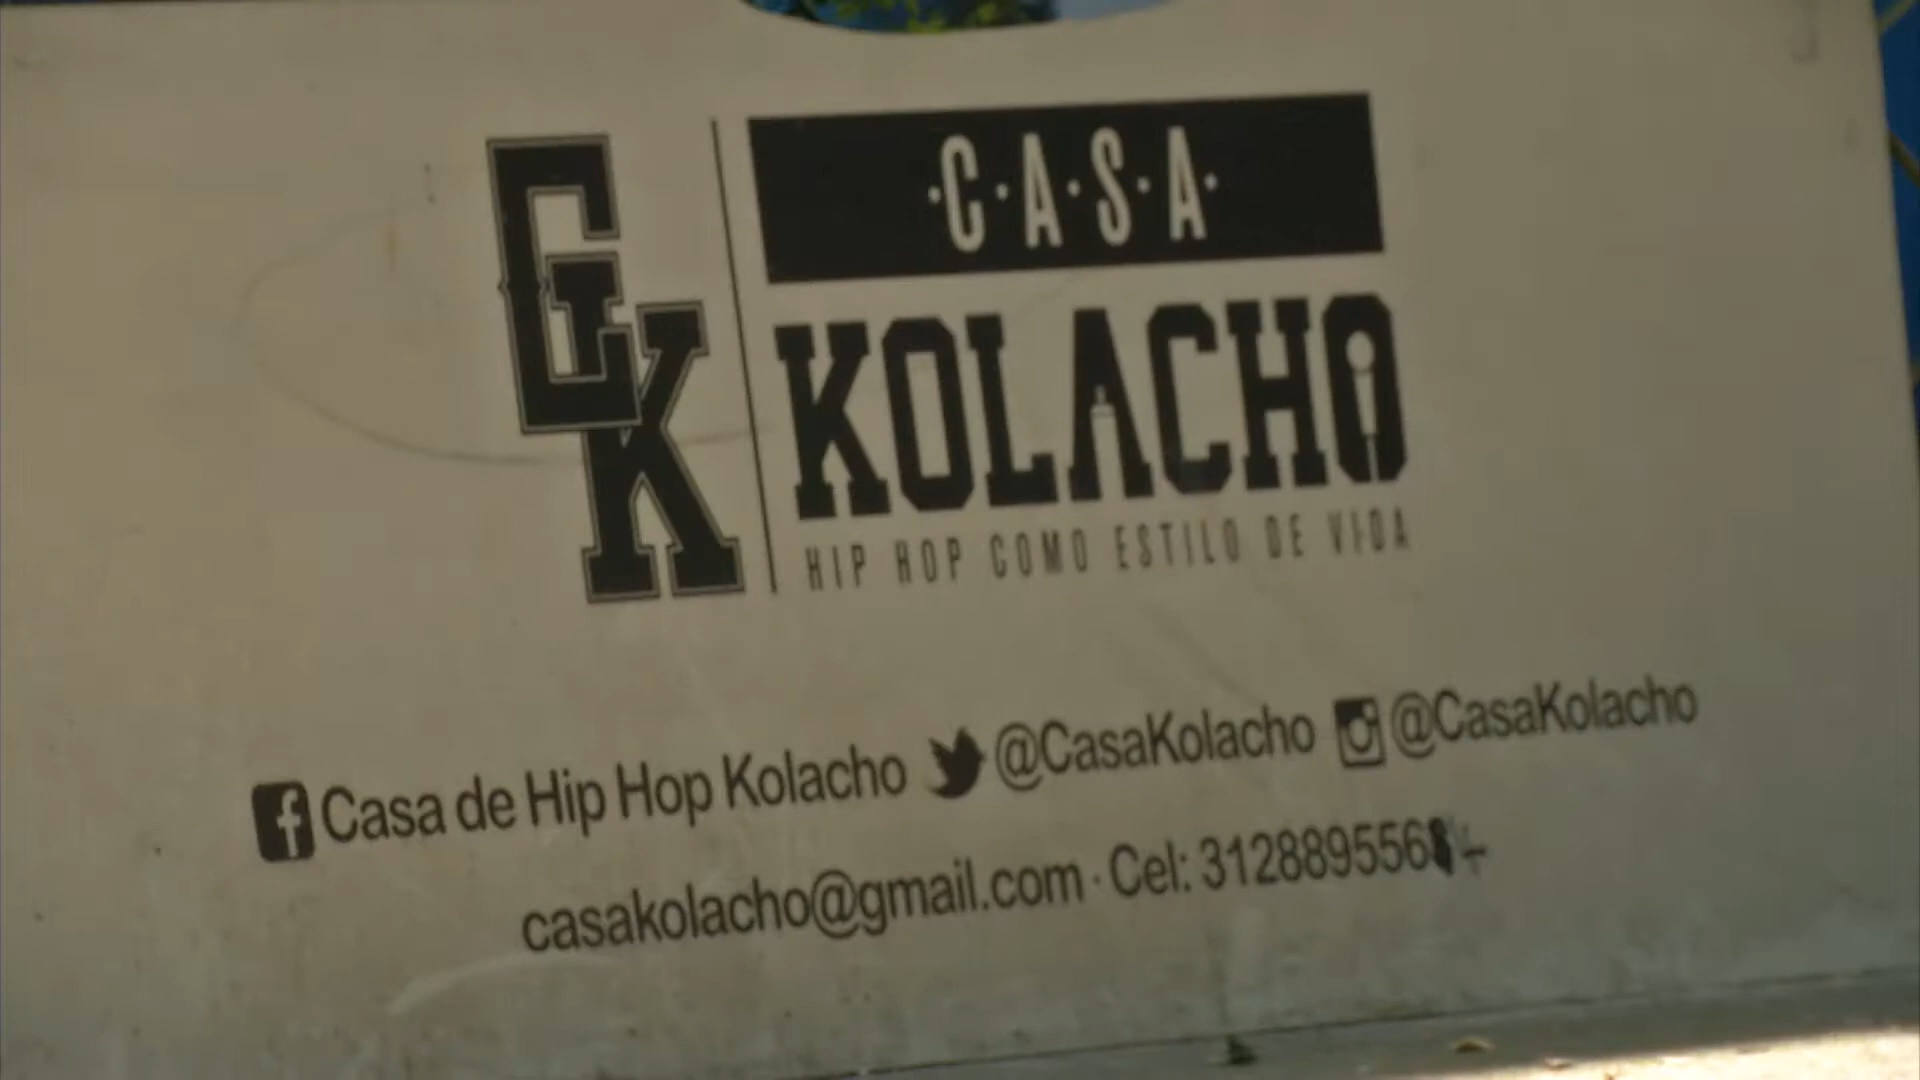 CK
·C·A·S·A·
KOLACHO
HIP HOP COMO ESTILO DE VIDA
Casa de Hip Hop Kolacho @CasaKolacho @CasaKolacho
casakolacho@gmail.com · Cel: